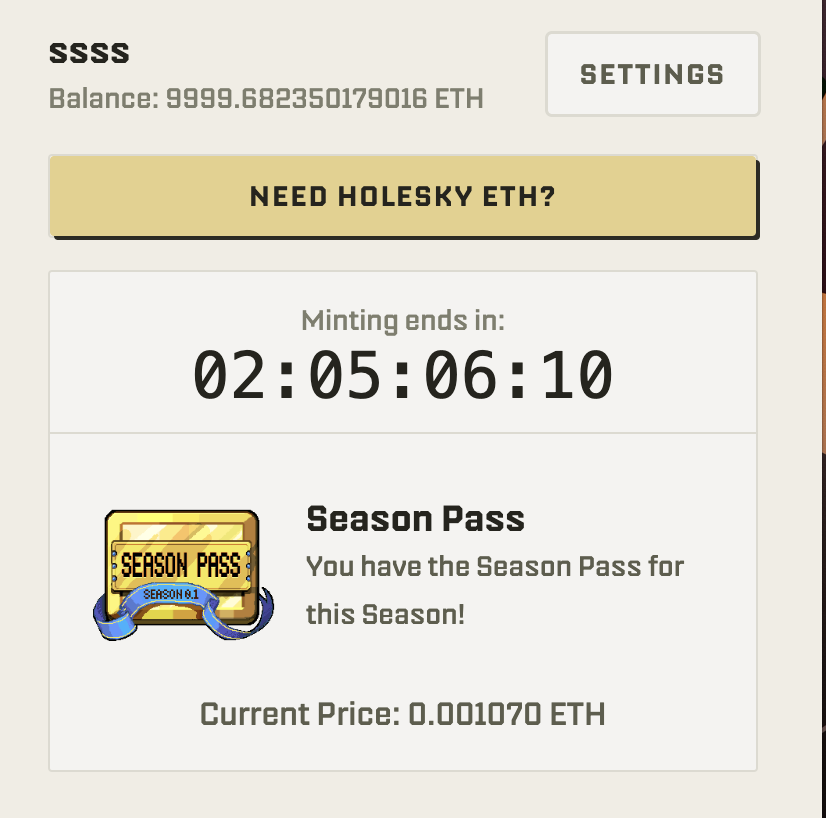 ssss
SETTINGS
Balance: 9999.682350179016 ETH
NEED HOLESKY ETH?
Minting ends in:
02:05:06:10
SEASON PASS
SEASON 0.1
Season Pass
You have the Season Pass for
this Season!
Current Price: 0.001070 ETH